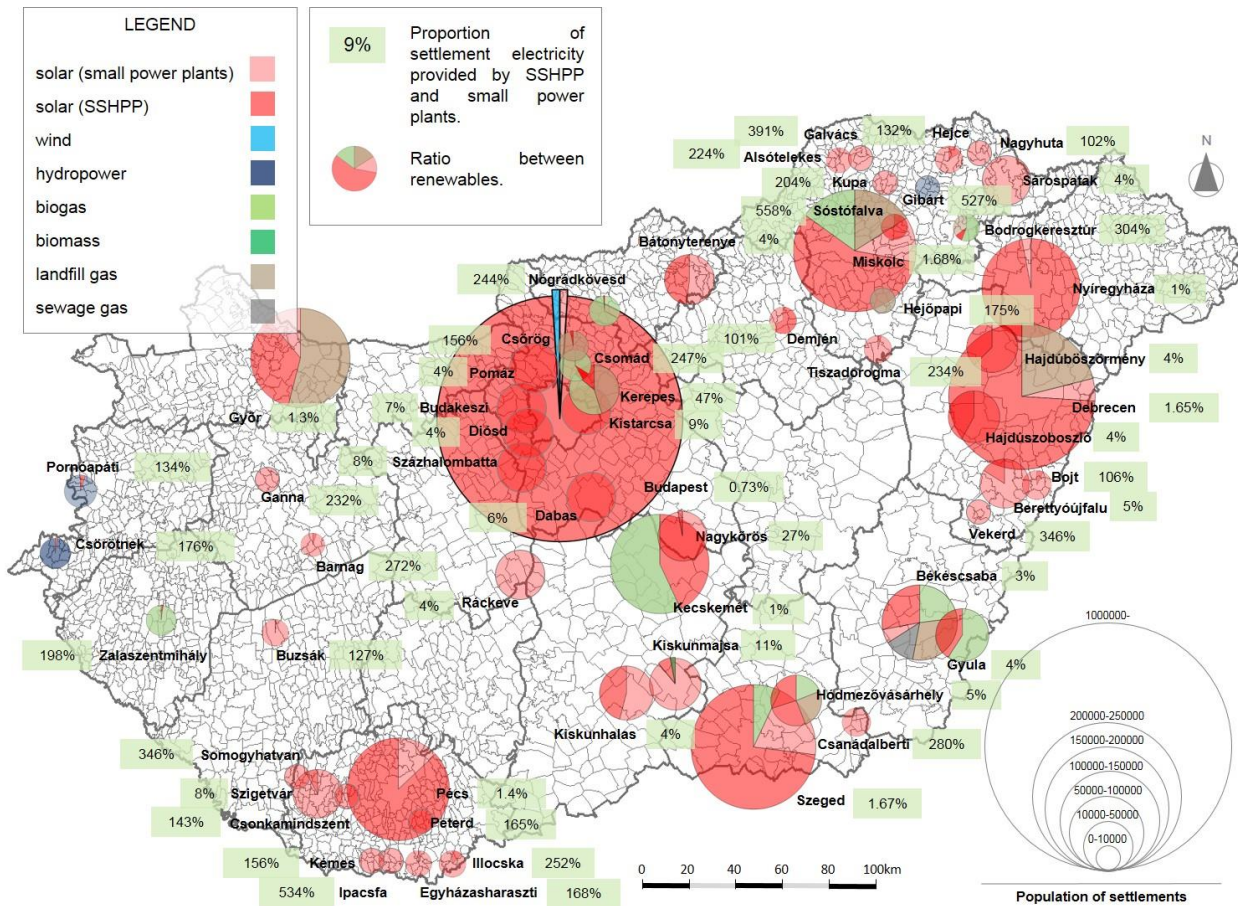 LEGEND
solar (small power plants)
solar (SSHPP)
wind
hydropower
biogas
biomass
landfill gas
sewage gas
9%
Proportion of
settlement electricity
provided by SSHPP
and small power
plants.
Ratio between
renewables.
391% Galvács 132% Hejce
Nagyhuta 102%
224% Alsótelekes
204% Kupa Sárospatak 4%
Gibárt 527%
558% Sóstófalva
Bodrogkeresztúr 304%
Bátonyterenye 4%
Miskolc 1.68%
244% Nógrádkövesd
Nyíregyháza 1%
Hejőpapi 175%
156% Csörög
101% Demjén
Csomád 247%
Tiszadorogma
Hajdúböszörmény 4%
4% Pomáz
234%
Kerepes 47%
7% Budakeszi
Debrecen 1.65%
Győr 1.3%
Kistarcsa 9%
4% Diósd
Hajdúszoboszló 4%
8% Százhalombatta
Pornóapáti 134%
Bojt 106%
Ganna 232%
Budapest 0.73%
Berettyóújfalu 5%
6% Dabas
Vekerd 346%
Nagykőrös 27%
Csörötnek 176%
Barnag 272%
Békéscsaba 3%
4% Ráckeve
Kecskemét 1%
Kiskunmajsa 11%
198% Zalaszentmihály
Buzsák 127%
Gyula 4%
Hódmezővásárhely 5%
Kiskunhalas 4%
Csanádalberti 280%
346% Somogyhatvan
8% Szigetvár
Pécs 1.4%
Szeged 1.67%
143% Csonkamindszent
Peterd 165%
156% Kémes
Illocska 252%
534% Ipacsfa
Egyházasharaszti 168%
0 20 40 60 80 100km
N
1000000-
200000-250000
150000-200000
100000-150000
50000-100000
10000-50000
0-10000
Population of settlements